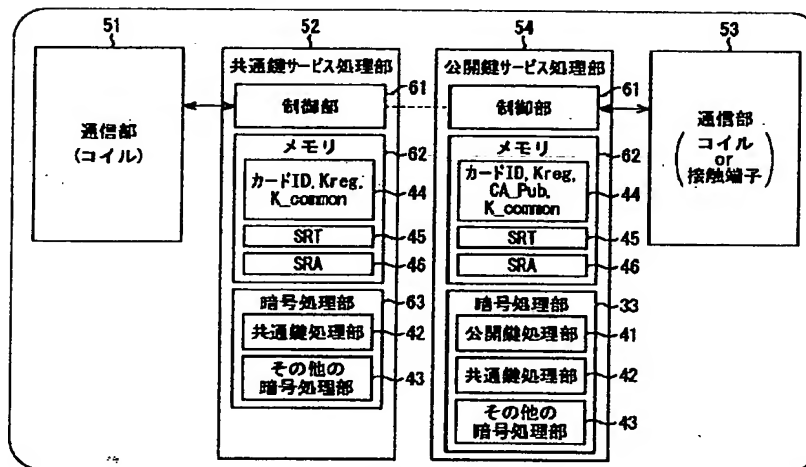 51
通信部
(コイル)
52
共通鍵サービス処理部
61
制御部
メモリ
62
カードID, Kreg,
K_common
44
SRT
45
SRA
46
暗号処理部
63
共通鍵処理部
42
その他の
暗号処理部
43
54
公開鍵サービス処理部
61
制御部
メモリ
62
カードID, Kreg,
CA_Pub,
K_common
44
SRT
45
SRA
46
暗号処理部
33
公開鍵処理部
41
共通鍵処理部
42
その他の
暗号処理部
43
53
通信部
(コイル
or
接触端子)